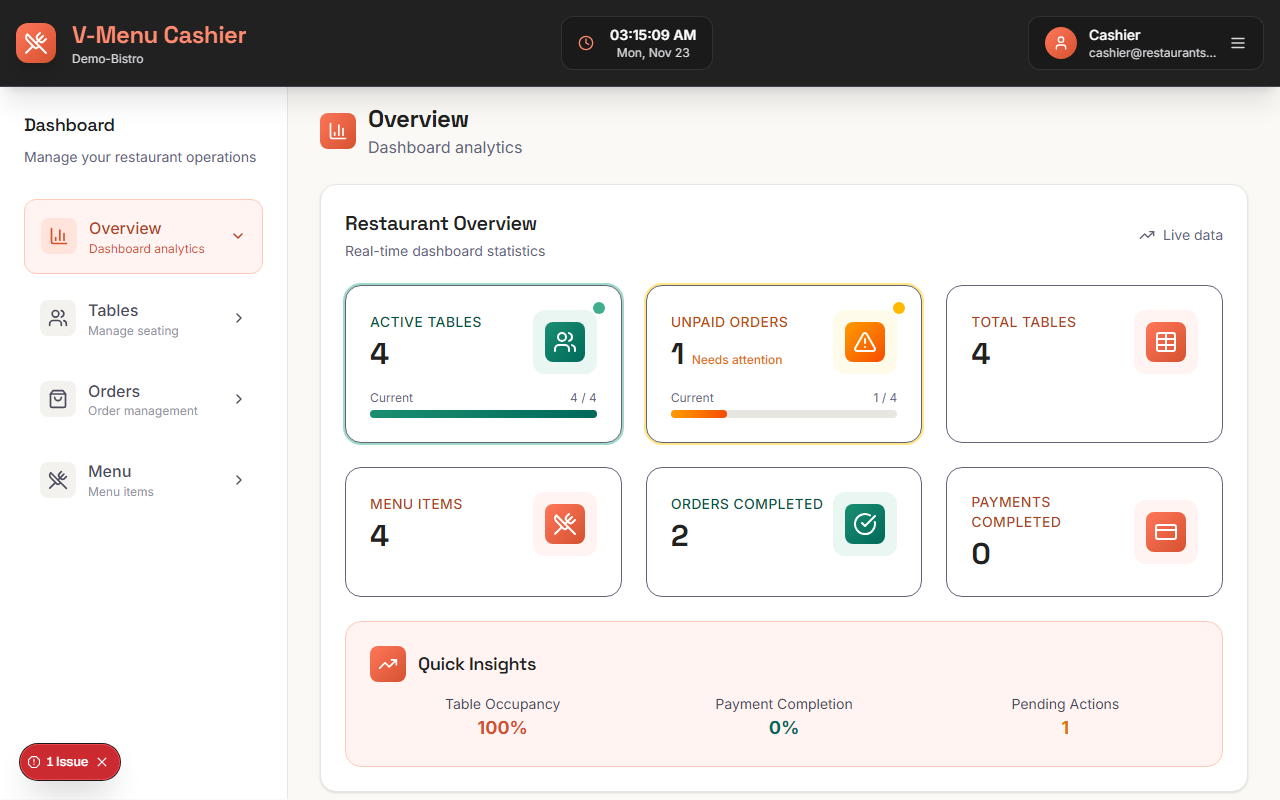 V-Menu Cashier
Demo-Bistro
03:15:09 AM
Mon, Nov 23
Cashier
cashier@restaurants...
Dashboard
Manage your restaurant operations
Overview
Dashboard analytics
Tables
Manage seating
Orders
Order management
Menu
Menu items
1 Issue
Overview
Dashboard analytics
Restaurant Overview
Real-time dashboard statistics
Live data
ACTIVE TABLES
4
Current 4 / 4
UNPAID ORDERS
1 Needs attention
Current 1 / 4
TOTAL TABLES
4
MENU ITEMS
4
ORDERS COMPLETED
2
PAYMENTS
COMPLETED
0
Quick Insights
Table Occupancy
100%
Payment Completion
0%
Pending Actions
1